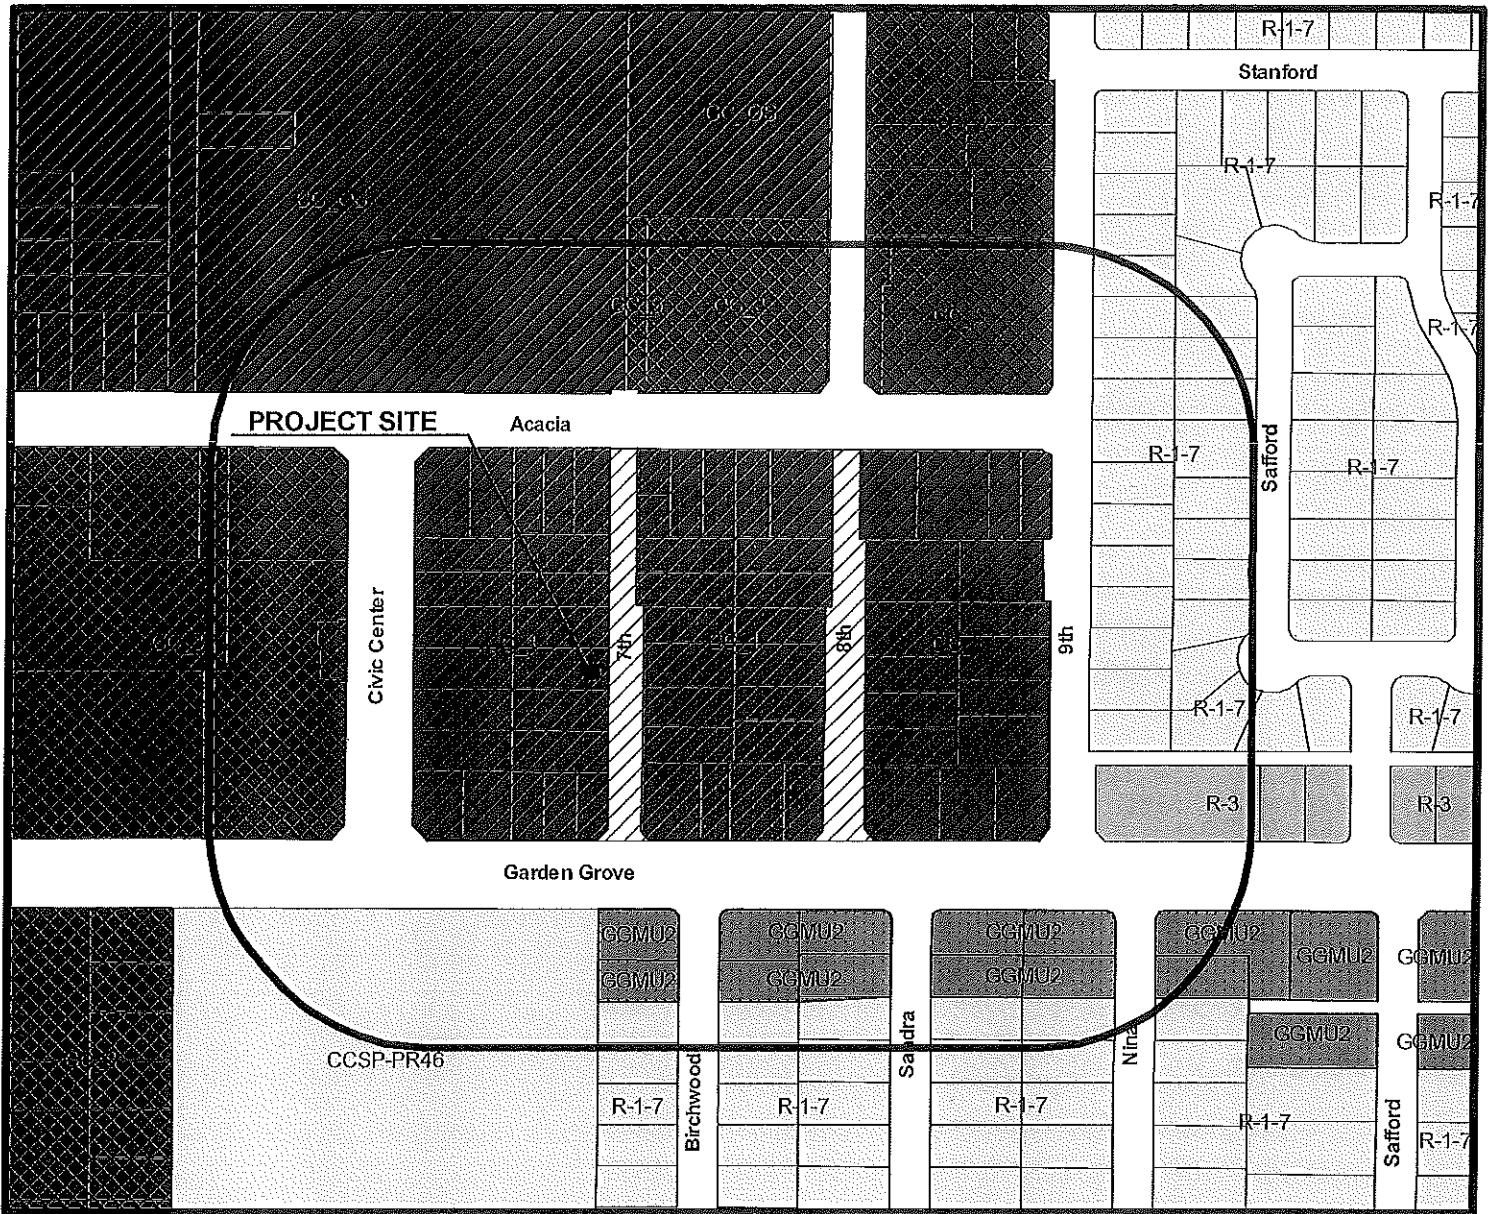 R-1-7
Stanford
CC-OS
R-1-7
R-1-7
R-1-7
PROJECT SITE
Acacia
R-1-7
Safford
R-1-7
Civic Center
7th
8th
9th
R-1-7
R-1-7
R-3
R-3
Garden Grove
GGMU2
GGMU2
GGMU2
GGMU2
GGMU2
GGMU2
GGMU2
GGMU2
GGMU2
GGMU2
GGMU2
GGMU2
CCSP-PR46
Birchwood
Sandra
Nina
Safford
R-1-7
R-1-7
R-1-7
R-1-7
R-1-7